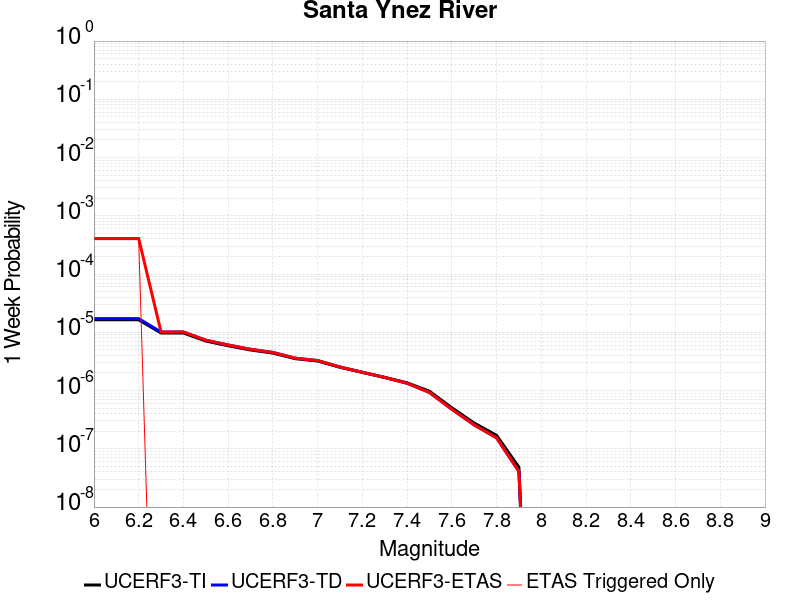 Santa Ynez River
1 Week Probability
10^0
10^-1
10^-2
10^-3
10^-4
10^-5
10^-6
10^-7
10^-8
6 6.2 6.4 6.6 6.8 7 7.2 7.4 7.6 7.8 8 8.2 8.4 8.6 8.8 9
Magnitude
UCERF3-TI UCERF3-TD UCERF3-ETAS ETAS Triggered Only